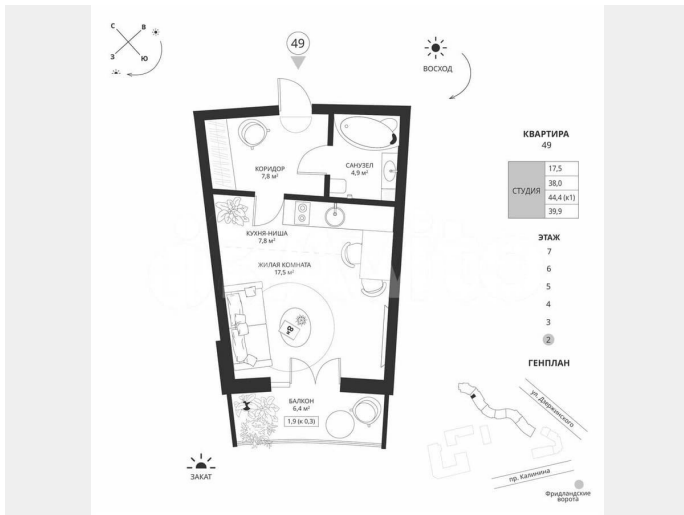 С
В
З
Ю
49
ВОСХОД
КОРИДОР
7,8 м²
САНУЗЕЛ
4,9 м²
КУХНЯ-НИША
7,8 м²
ЖИЛАЯ КОМНАТА
17,5 м²
БАЛКОН
6,4 м²
1,9 (к 0,3)
ЗАКАТ
КВАРТИРА
49
СТУДИЯ
17,5
38,0
44,4 (к1)
39,9
ЭТАЖ
7
6
5
4
3
2
ГЕНПЛАН
ул. Дзержинского
пр. Калинина
Фридландские
ворота